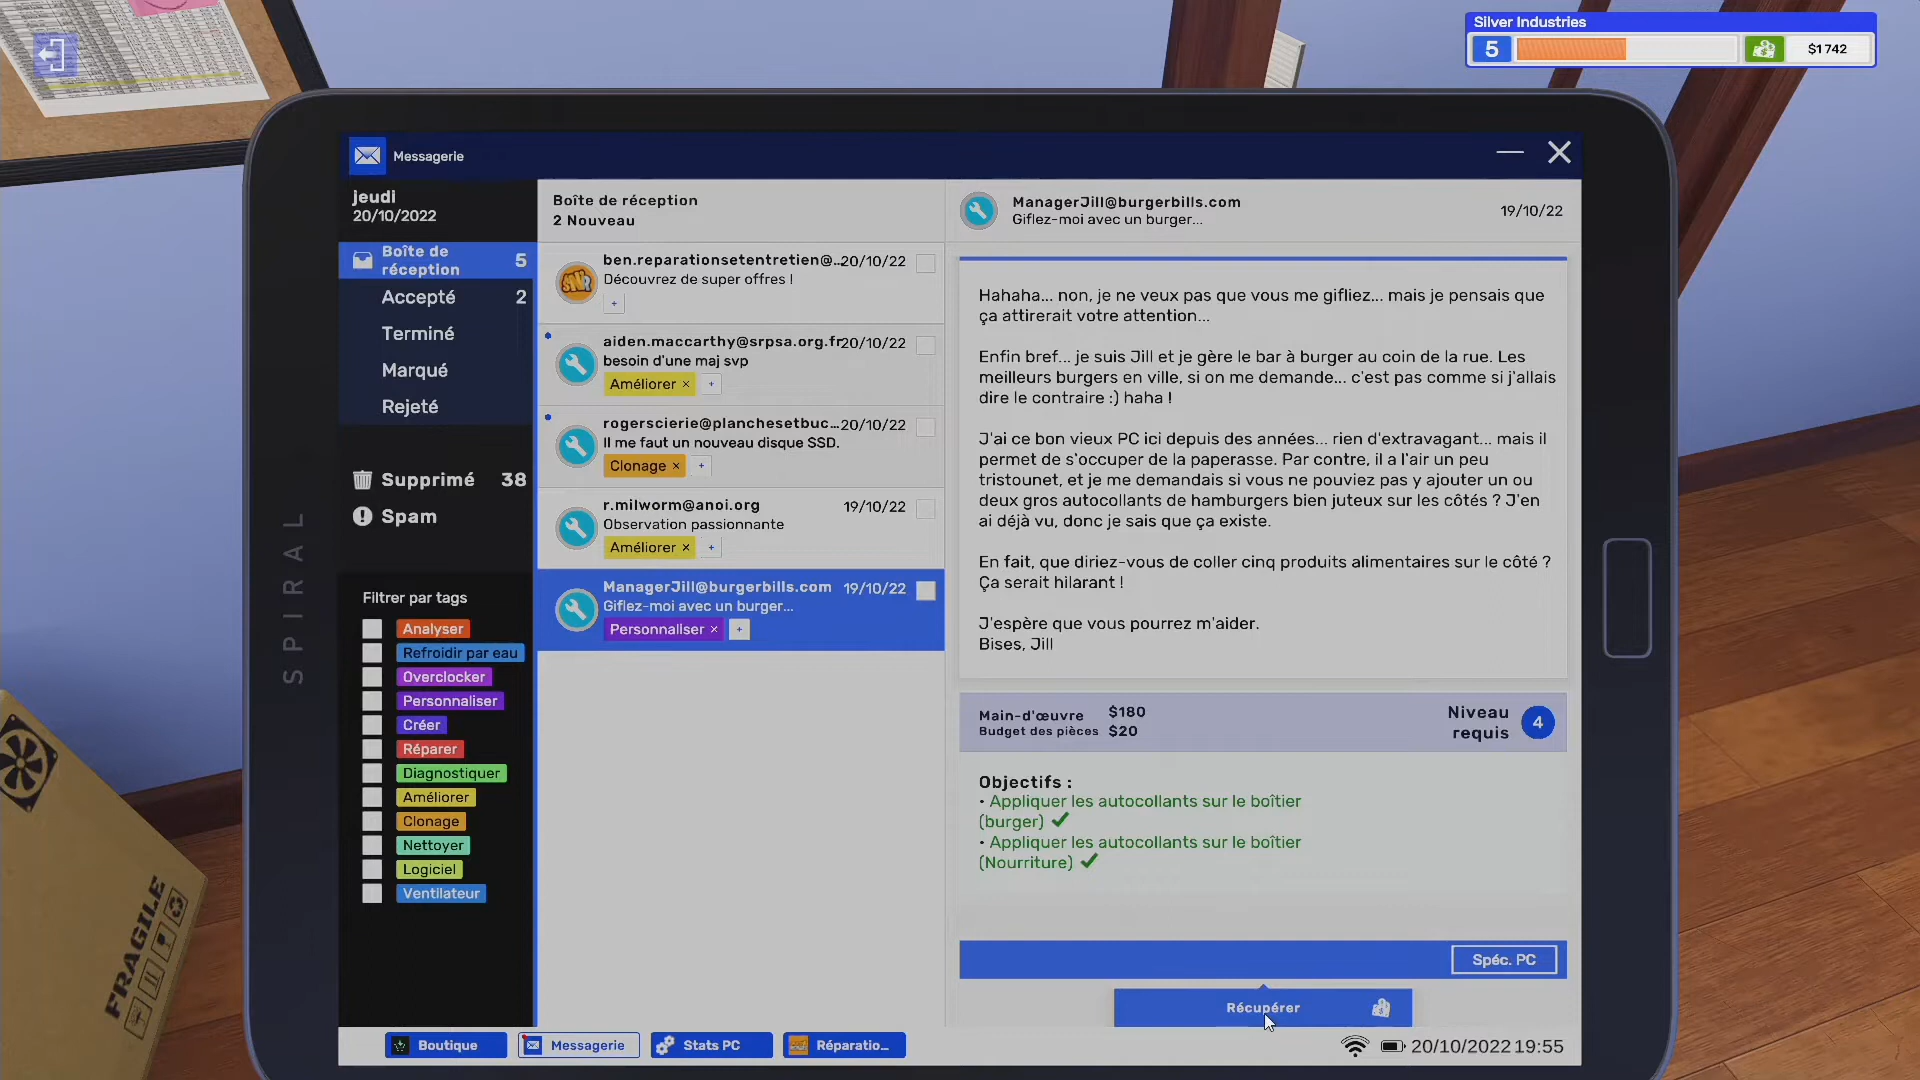 Silver Industries
5
$1742
Messagerie
jeudi
20/10/2022
Boîte de réception
5
Accepté 2
Terminé
Marqué
Rejeté
Supprimé 38
Spam
Filtrer par tags
Analyser
Refroidir par eau
Overclocker
Personnaliser
Créer
Réparer
Diagnostiquer
Améliorer
Clonage
Nettoyer
Logiciel
Ventilateur
Boîte de réception
2 Nouveau
ben.reparationsetentretien@...20/10/22
Découvrez de super offres !
+
aiden.maccarthy@srpsa.org.fr20/10/22
besoin d'une maj svp
Améliorer × +
rogerscierie@planchesetbuc...20/10/22
Il me faut un nouveau disque SSD.
Clonage × +
r.milworm@anoi.org 19/10/22
Observation passionnante
Améliorer × +
ManagerJill@burgerbills.com 19/10/22
Giflez-moi avec un burger...
Personnaliser × +
ManagerJill@burgerbills.com
Giflez-moi avec un burger...
19/10/22
Hahaha... non, je ne veux pas que vous me gifliez... mais je pensais que
ça attirerait votre attention...
Enfin bref... je suis Jill et je gère le bar à burger au coin de la rue. Les
meilleurs burgers en ville, si on me demande... c'est pas comme si j'allais
dire le contraire :) haha !
J'ai ce bon vieux PC ici depuis des années... rien d'extravagant... mais il
permet de s'occuper de la paperasse. Par contre, il a l'air un peu
tristounet, et je me demandais si vous ne pouviez pas y ajouter un ou
deux gros autocollants de hamburgers bien juteux sur les côtés ? J'en
ai déjà vu, donc je sais que ça existe.
En fait, que diriez-vous de coller cinq produits alimentaires sur le côté ?
Ça serait hilarant !
J'espère que vous pourrez m'aider.
Bises, Jill
Main-d'œuvre $180
Budget des pièces $20
Niveau
requis
4
Objectifs :
• Appliquer les autocollants sur le boîtier
(burger) ✔
• Appliquer les autocollants sur le boîtier
(Nourriture) ✔
Spéc. PC
Récupérer
Boutique
Messagerie
Stats PC
Réparatio...
20/10/2022 19:55
SPIRAL
FRAGILE